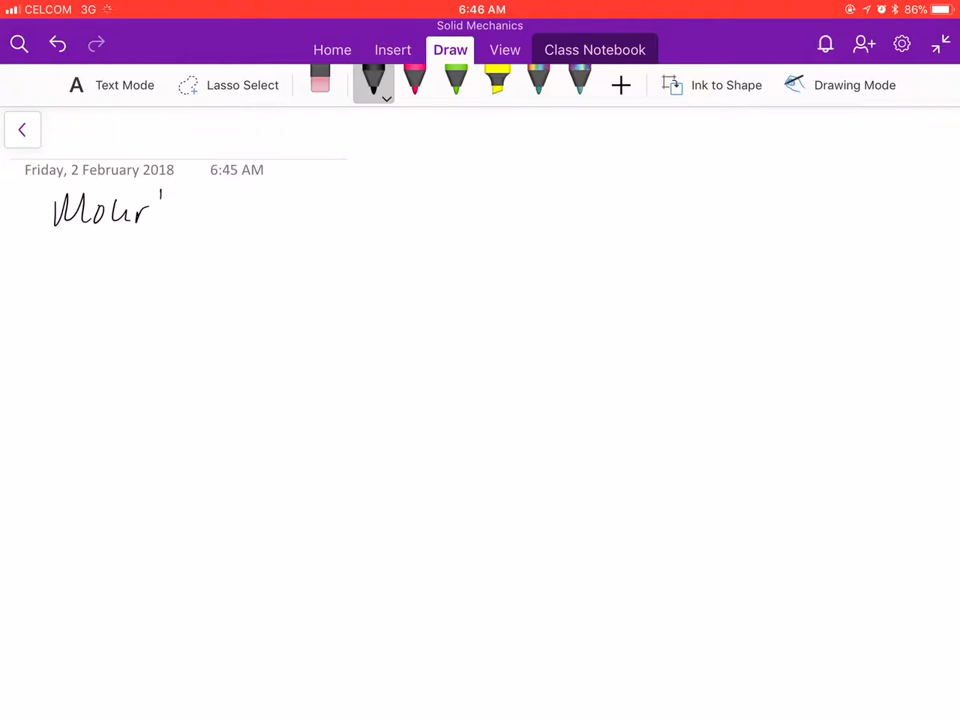 CELCOM 3G 6:46 AM 86%
Solid Mechanics
Home Insert Draw View Class Notebook
A Text Mode Lasso Select Ink to Shape Drawing Mode
Friday, 2 February 2018 6:45 AM
Mohr'